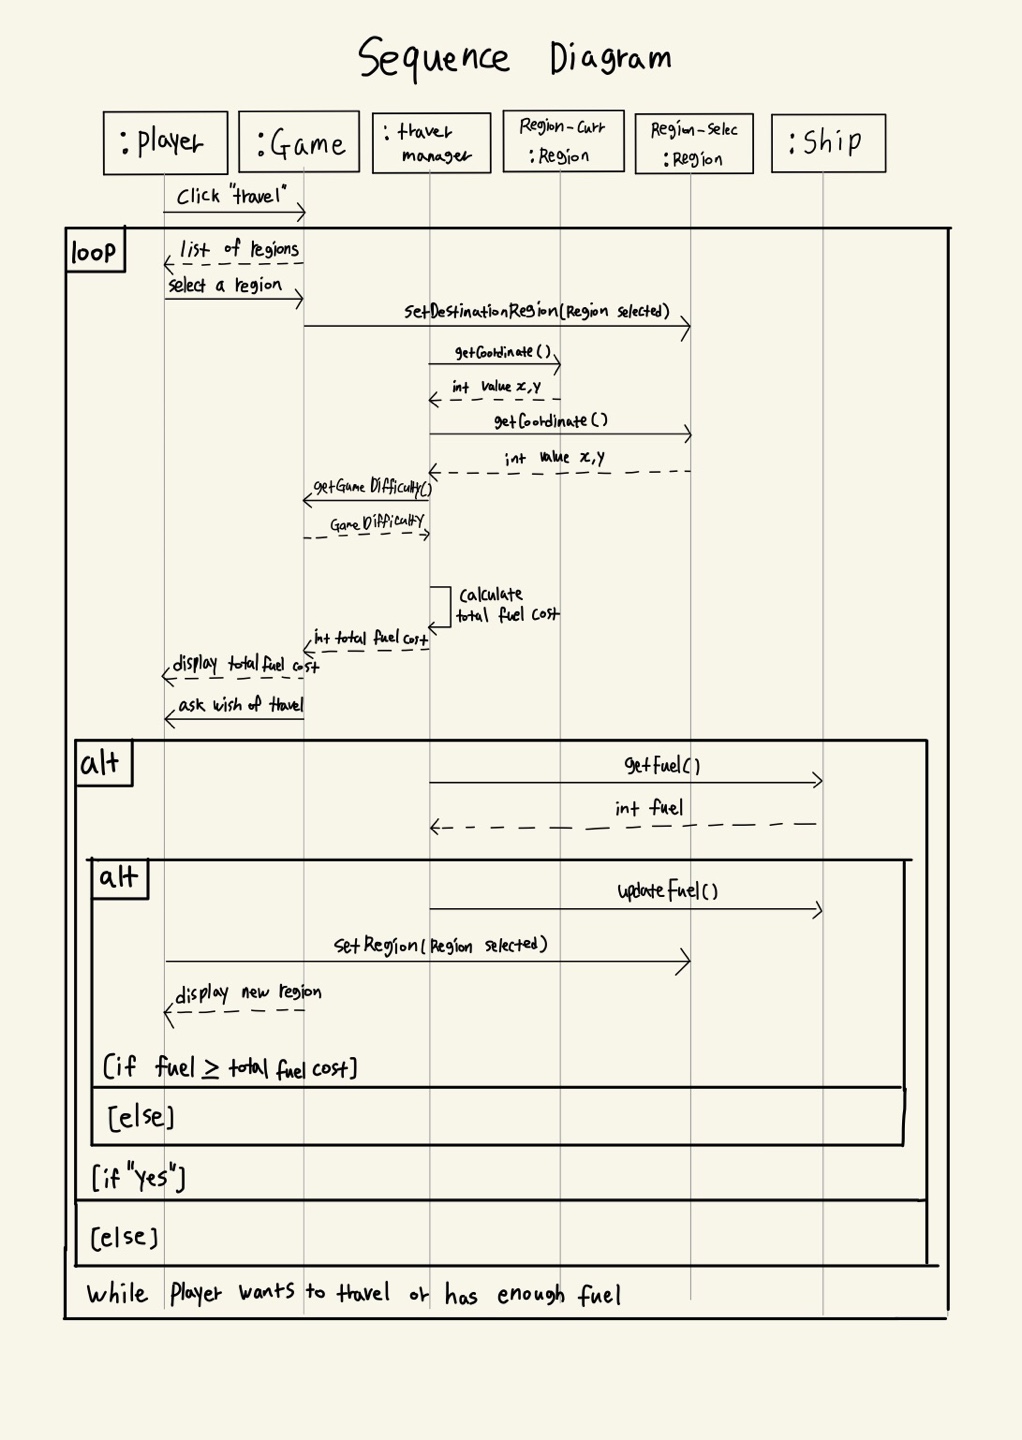 Sequence Diagram
:Player
:Game
:traver
manager
Region-Curr
:Region
Region-Selec
:Region
:Ship
Click "travel"
loop
list of regions
select a region
setDestinationRegion(Region selected)
getCoordinate()
int value x,y
getCoordinate()
int value x,y
getGameDifficulty()
GameDifficulty
Calculate
total fuel cost
int total fuel cost
display total fuel cost
ask wish of travel
alt
getfuel()
int fuel
alt
updateFuel()
SetRegion(Region selected)
display new region
[if fuel ≥ total fuel cost]
[else]
[if "Yes"]
[else]
While Player wants to travel or has enough fuel